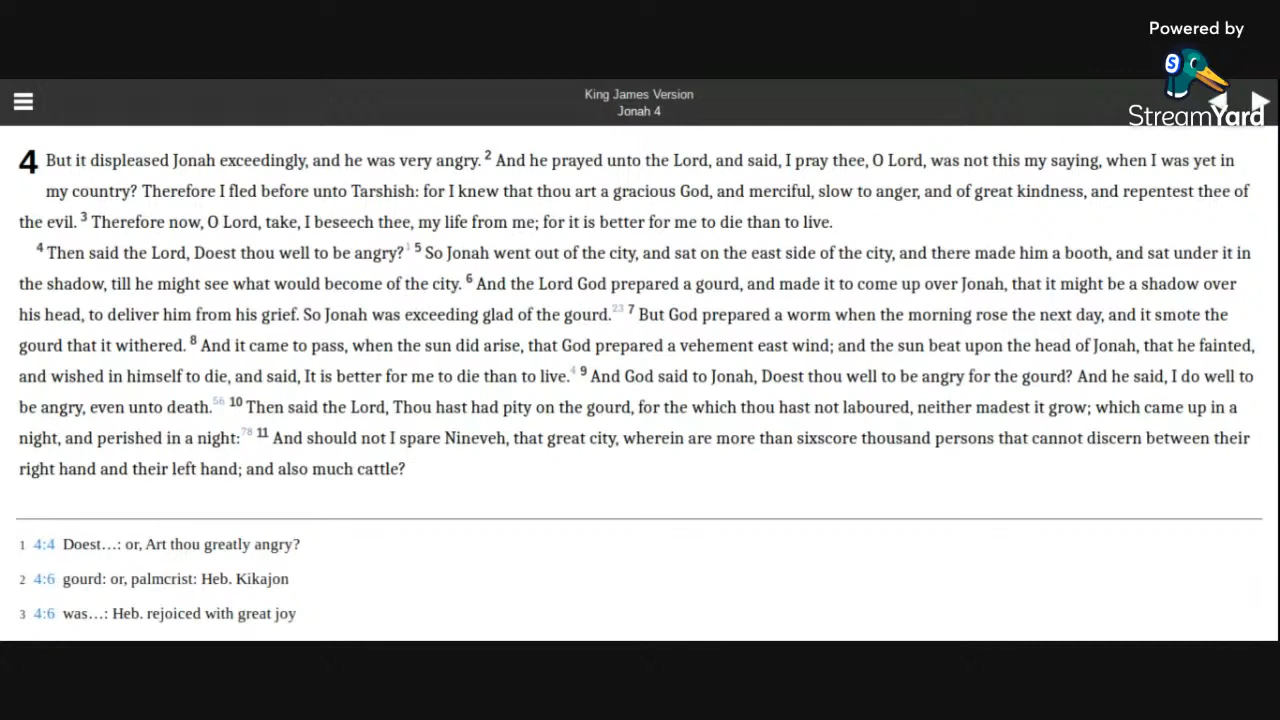 Powered by
StreamYard
King James Version
Jonah 4
4 But it displeased Jonah exceedingly, and he was very angry. 2 And he prayed unto the Lord, and said, I pray thee, O Lord, was not this my saying, when I was yet in
my country? Therefore I fled before unto Tarshish: for I knew that thou art a gracious God, and merciful, slow to anger, and of great kindness, and repentest thee of
the evil. 3 Therefore now, O Lord, take, I beseech thee, my life from me; for it is better for me to die than to live.
4 Then said the Lord, Doest thou well to be angry?1 5 So Jonah went out of the city, and sat on the east side of the city, and there made him a booth, and sat under it in
the shadow, till he might see what would become of the city. 6 And the Lord God prepared a gourd, and made it to come up over Jonah, that it might be a shadow over
his head, to deliver him from his grief. So Jonah was exceeding glad of the gourd.23 7 But God prepared a worm when the morning rose the next day, and it smote the
gourd that it withered. 8 And it came to pass, when the sun did arise, that God prepared a vehement east wind; and the sun beat upon the head of Jonah, that he fainted,
and wished in himself to die, and said, It is better for me to die than to live.4 9 And God said to Jonah, Doest thou well to be angry for the gourd? And he said, I do well to
be angry, even unto death.56 10 Then said the Lord, Thou hast had pity on the gourd, for the which thou hast not laboured, neither madest it grow; which came up in a
night, and perished in a night:78 11 And should not I spare Nineveh, that great city, wherein are more than sixscore thousand persons that cannot discern between their
right hand and their left hand; and also much cattle?
1 4:4 Doest…: or, Art thou greatly angry?
2 4:6 gourd: or, palmcrist: Heb. Kikajon
3 4:6 was…: Heb. rejoiced with great joy